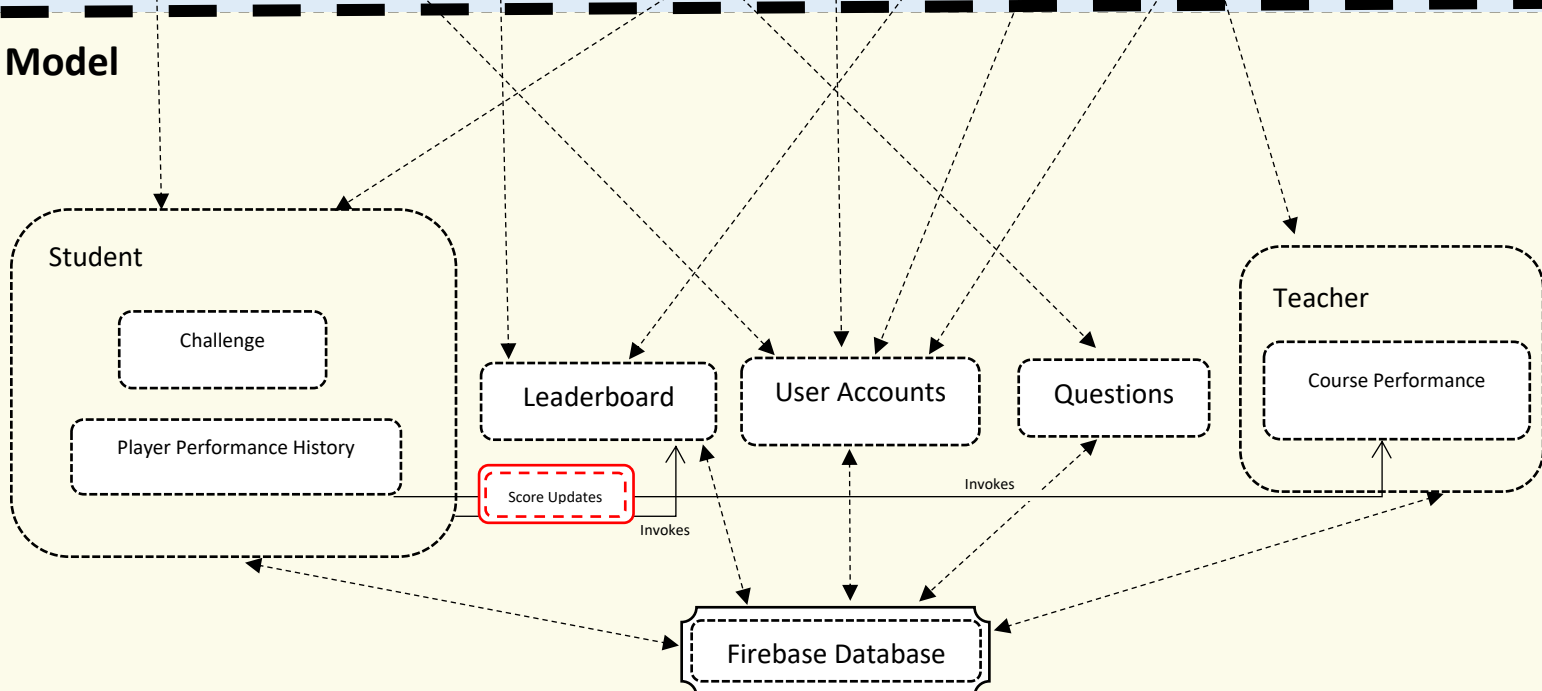 Model
Student
Challenge
Player Performance History
Leaderboard
User Accounts
Questions
Teacher
Course Performance
Score Updates
Invokes
Invokes
Firebase Database